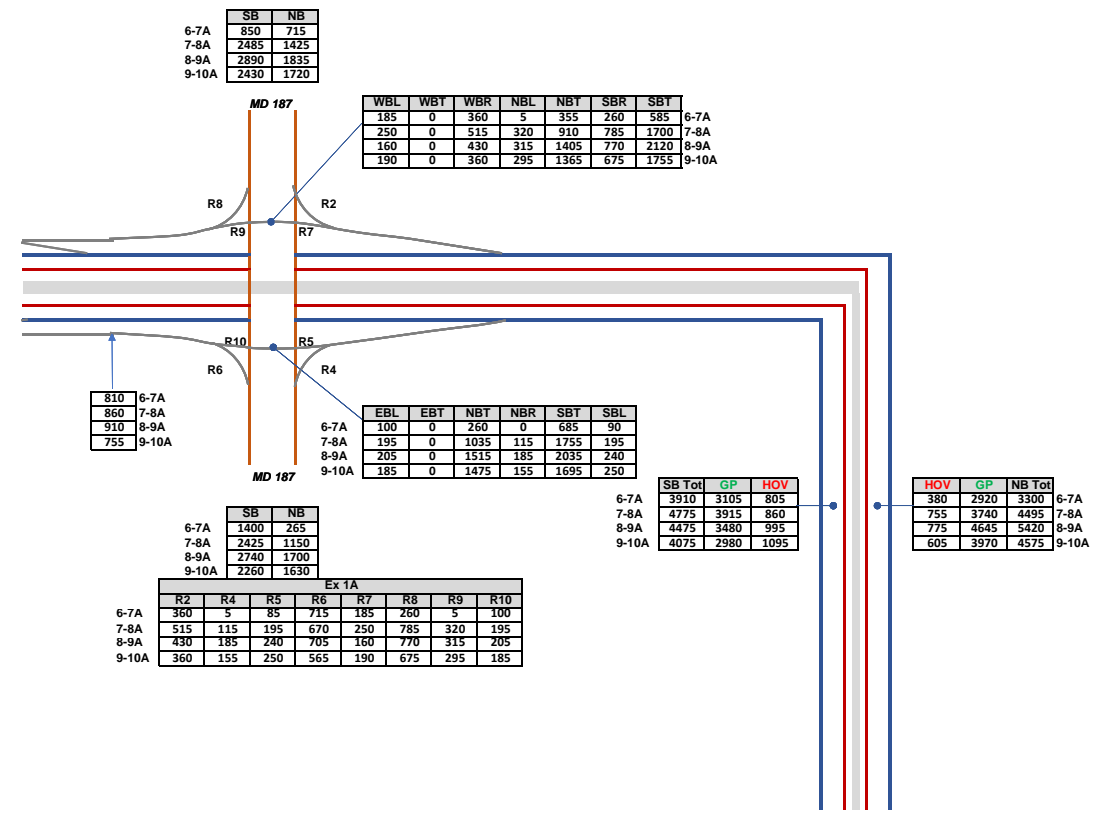 SB NB
6-7A 850 715
7-8A 2485 1425
8-9A 2890 1835
9-10A 2430 1720
MD 187
WBL WBT WBR NBL NBT SBR SBT
185 0 360 5 355 260 585 6-7A
250 0 515 320 910 785 1700 7-8A
160 0 430 315 1405 770 2120 8-9A
190 0 360 295 1365 675 1755 9-10A
R8 R2
R9 R7
R10 R5
R6 R4
810 6-7A
860 7-8A
910 8-9A
755 9-10A
EBL EBT NBT NBR SBT SBL
6-7A 100 0 260 0 685 90
7-8A 195 0 1035 115 1755 195
8-9A 205 0 1515 185 2035 240
9-10A 185 0 1475 155 1695 250
MD 187
SB Tot GP HOV
6-7A 3910 3105 805
7-8A 4775 3915 860
8-9A 4475 3480 995
9-10A 4075 2980 1095
HOV GP NB Tot
380 2920 3300 6-7A
755 3740 4495 7-8A
775 4645 5420 8-9A
605 3970 4575 9-10A
SB NB
6-7A 1400 265
7-8A 2425 1150
8-9A 2740 1700
9-10A 2260 1630
Ex 1A
R2 R4 R5 R6 R7 R8 R9 R10
6-7A 360 5 85 715 185 260 5 100
7-8A 515 115 195 670 250 785 320 195
8-9A 430 185 240 705 160 770 315 205
9-10A 360 155 250 565 190 675 295 185